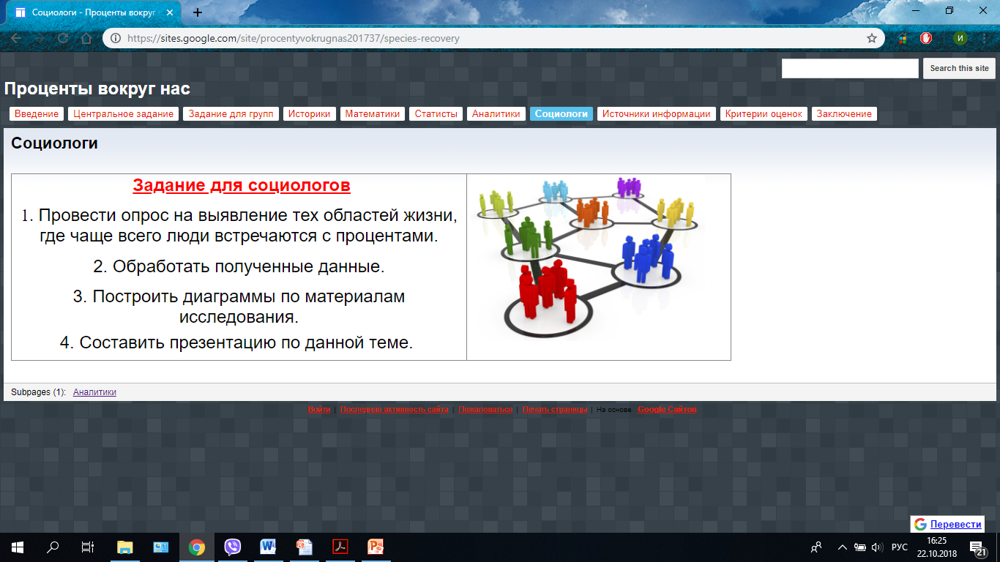 Социологи - Проценты вокруг
https://sites.google.com/site/procentyvokrugnas201737/species-recovery
И
Search this site
Проценты вокруг нас
Введение Центральное задание Задание для групп Историки Математики Статисты Аналитики Социологи Источники информации Критерии оценок Заключение
Социологи
Задание для социологов
1. Провести опрос на выявление тех областей жизни,
где чаще всего люди встречаются с процентами.
2. Обработать полученные данные.
3. Построить диаграммы по материалам
исследования.
4. Составить презентацию по данной теме.
Subpages (1): Аналитики
Войти | Последняя активность сайта | Пожаловаться | Печать страницы | На основе Google Сайтов
G Перевести
РУС
16:25
22.10.2018
21